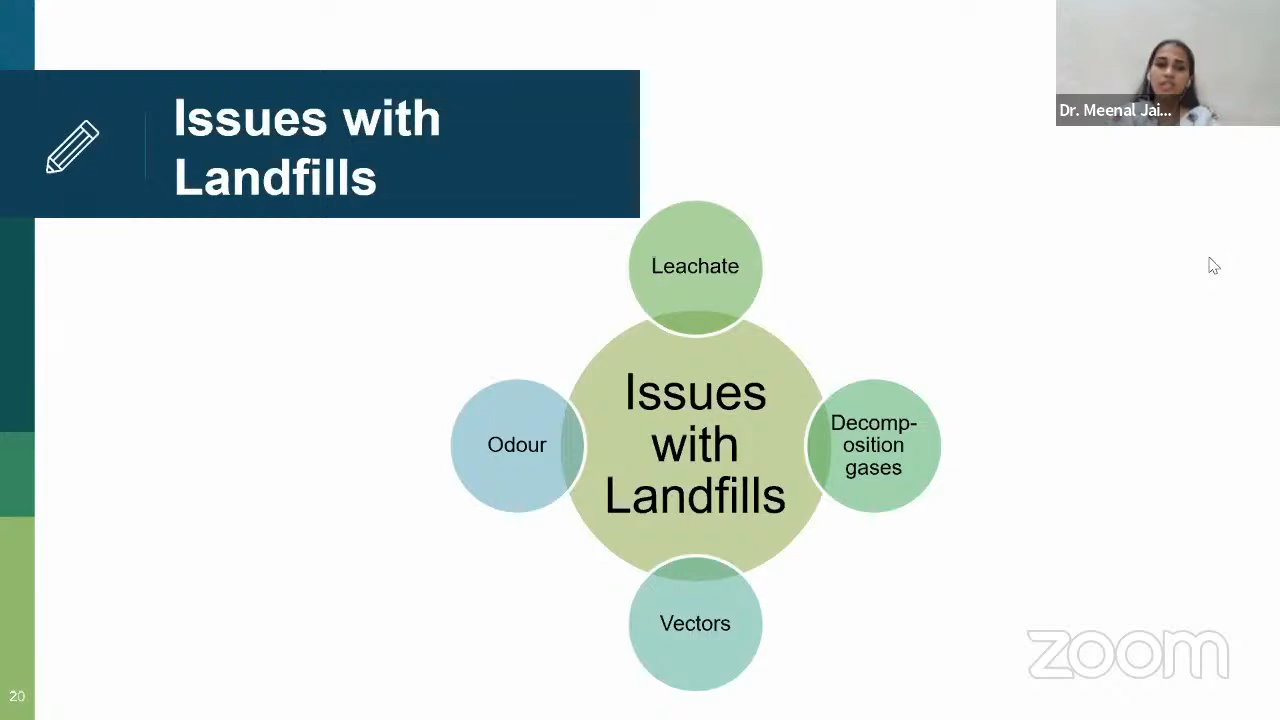 Issues with
Landfills
Dr. Meenal Jai...
Leachate
Issues
with
Landfills
Odour
Decomp-
osition
gases
Vectors
zoom
20